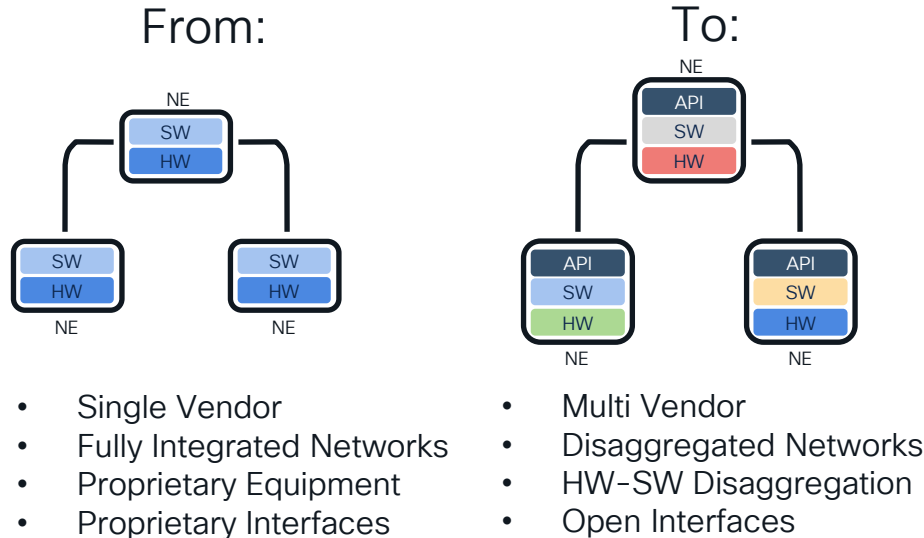 From:
NE
SW
HW
SW
HW
NE
SW
HW
NE
• Single Vendor
• Fully Integrated Networks
• Proprietary Equipment
• Proprietary Interfaces
To:
NE
API
SW
HW
API
SW
HW
NE
API
SW
HW
NE
• Multi Vendor
• Disaggregated Networks
• HW-SW Disaggregation
• Open Interfaces